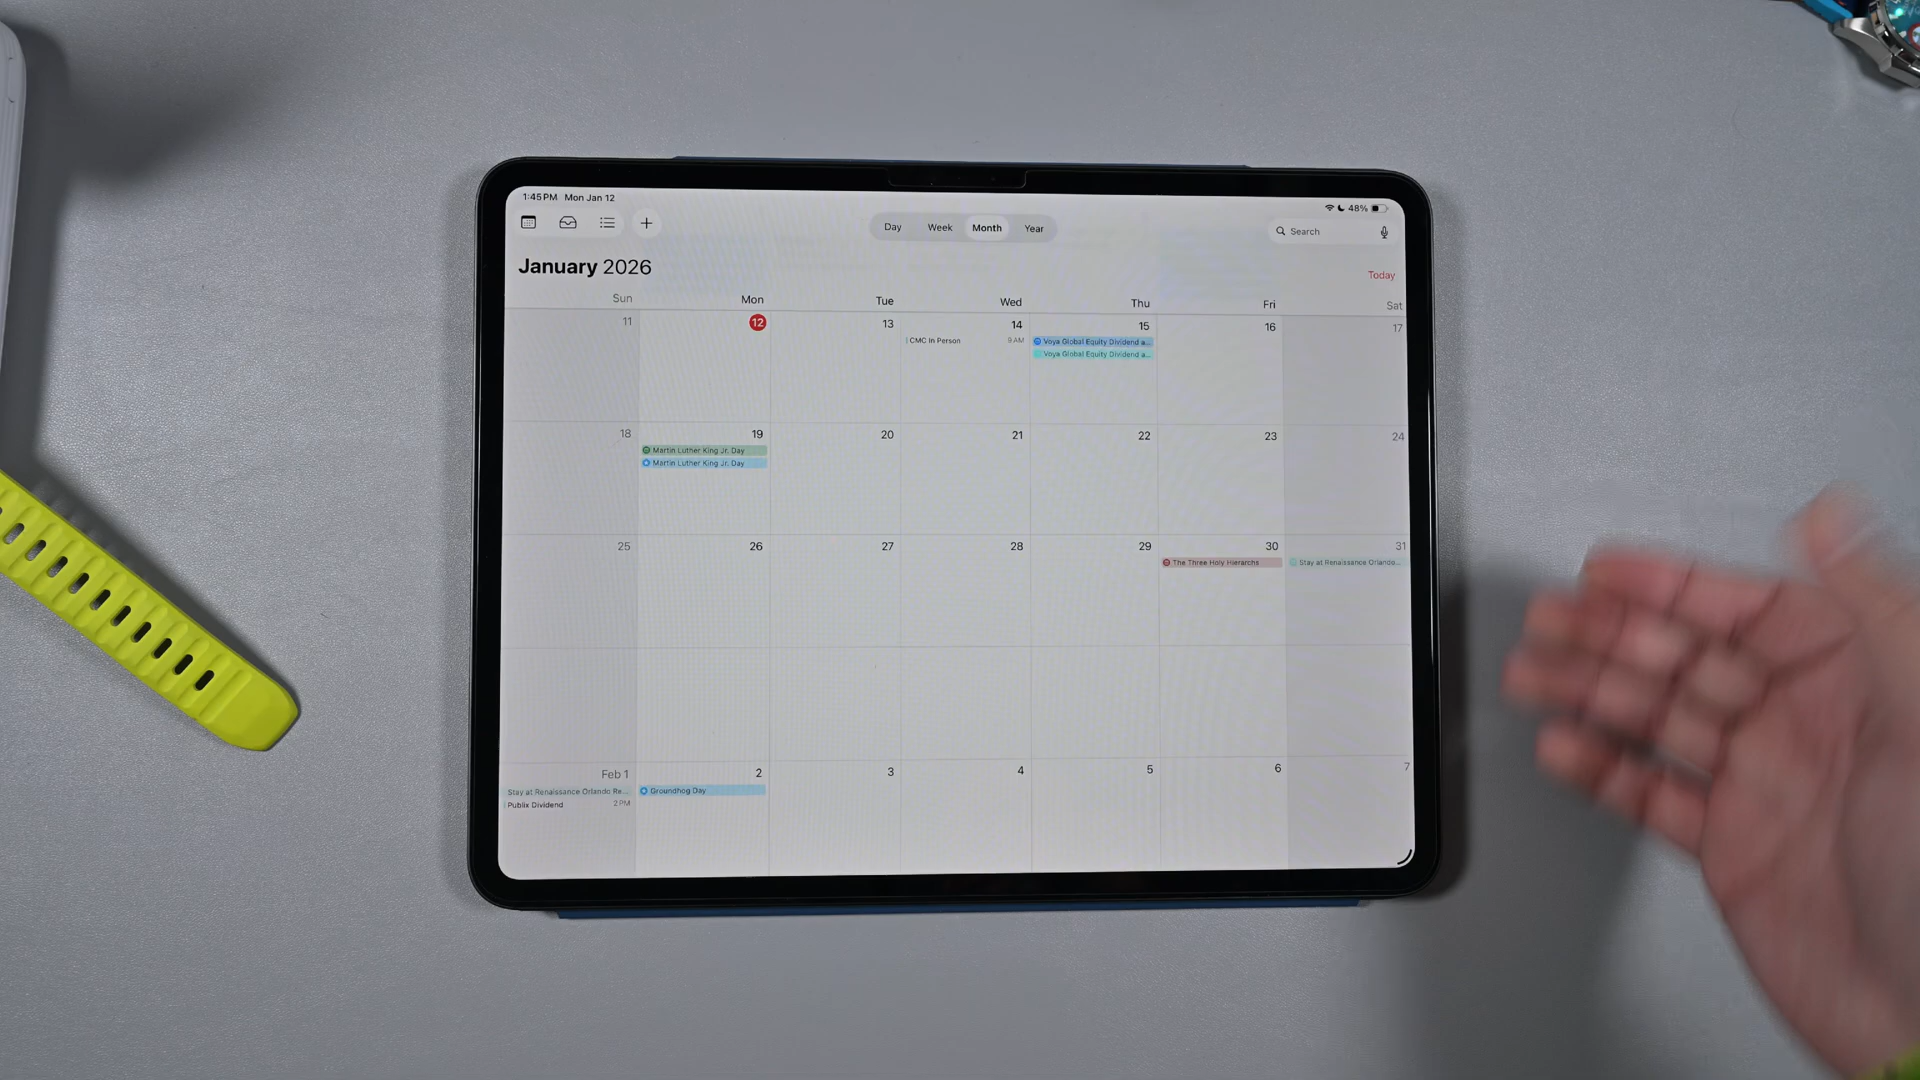 1:45 PM Mon Jan 12
48%
Day Week Month Year
Search
January 2026
Today
Sun Mon Tue Wed Thu Fri Sat
11 12 13 14 15 16 17
CMC In Person 9 AM
Voya Global Equity Dividend a...
Voya Global Equity Dividend a...
18 19 20 21 22 23 24
Martin Luther King Jr. Day
Martin Luther King Jr. Day
25 26 27 28 29 30 31
The Three Holy Hierarchs
Stay at Renaissance Orlando...
Feb 1 2 3 4 5 6 7
Stay at Renaissance Orlando Re...
Groundhog Day
Publix Dividend 2 PM